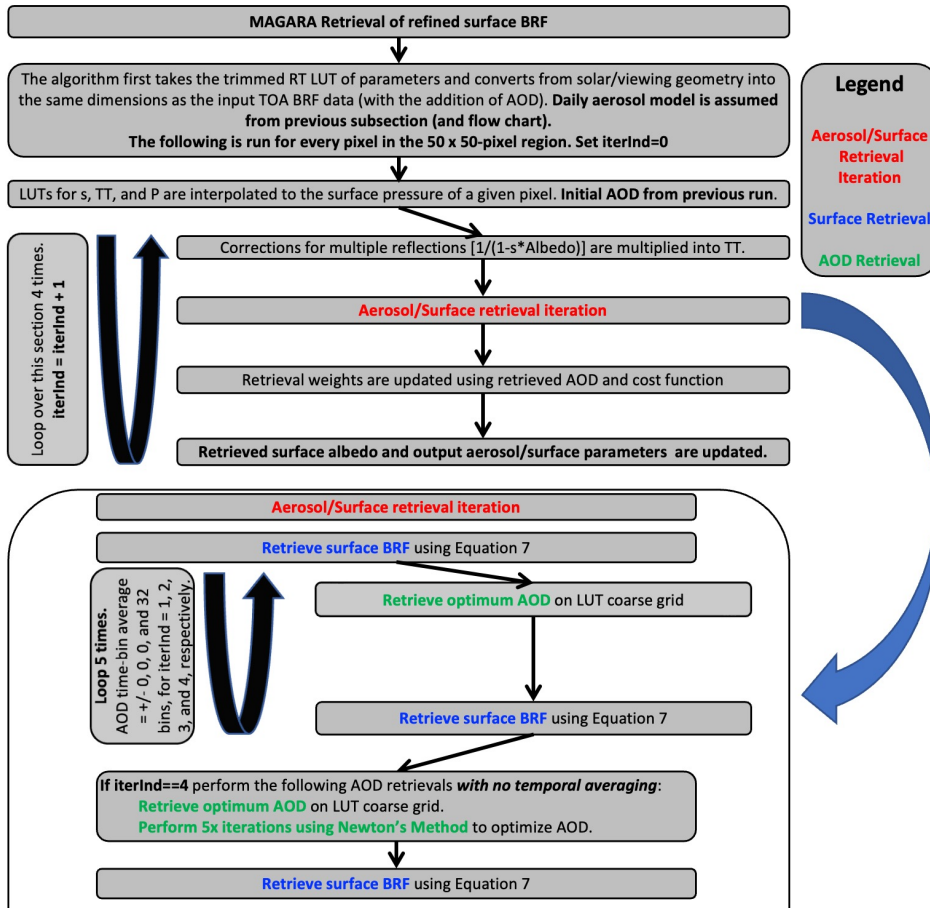 MAGARA Retrieval of refined surface BRF
The algorithm first takes the trimmed RT LUT of parameters and converts from solar/viewing geometry into
the same dimensions as the input TOA BRF data (with the addition of AOD). Daily aerosol model is assumed
from previous subsection (and flow chart).
The following is run for every pixel in the 50 x 50-pixel region. Set iterInd=0
LUTs for s, TT, and P are interpolated to the surface pressure of a given pixel. Initial AOD from previous run.
Legend
Aerosol/Surface
Retrieval
Iteration
Surface Retrieval
AOD Retrieval
Loop over this section 4 times.
iterInd = iterInd + 1
Corrections for multiple reflections [1/(1-s*Albedo)] are multiplied into TT.
Aerosol/Surface retrieval iteration
Retrieval weights are updated using retrieved AOD and cost function
Retrieved surface albedo and output aerosol/surface parameters are updated.
Aerosol/Surface retrieval iteration
Retrieve surface BRF using Equation 7
Loop 5 times.
AOD time-bin average
= +/- 0, 0, 0, and 32
bins, for iterInd = 1, 2,
3, and 4, respectively.
Retrieve optimum AOD on LUT coarse grid
Retrieve surface BRF using Equation 7
If iterInd==4 perform the following AOD retrievals with no temporal averaging:
Retrieve optimum AOD on LUT coarse grid.
Perform 5x iterations using Newton's Method to optimize AOD.
Retrieve surface BRF using Equation 7